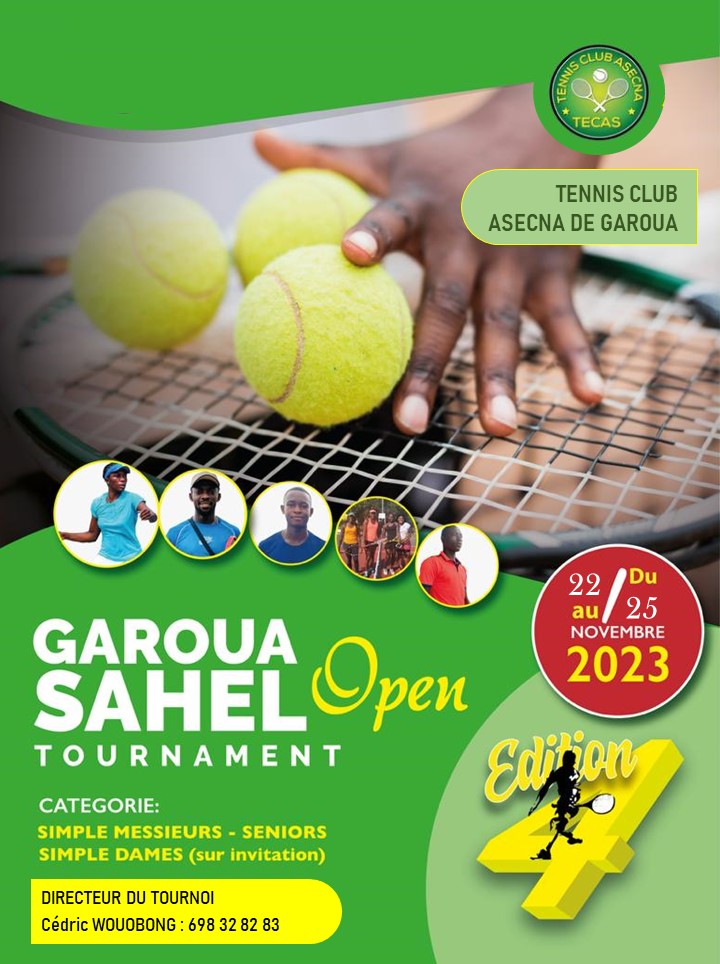 TENNIS CLUB ASECNA
TECAS
TENNIS CLUB
ASECNA DE GAROUA
22 / Du
au 25
NOVEMBRE
2023
GAROUA
SAHEL Open
TOURNAMENT
Edition
4
CATEGORIE:
SIMPLE MESSIEURS - SENIORS
SIMPLE DAMES (sur invitation)
DIRECTEUR DU TOURNOI
Cédric WOUOBONG : 698 32 82 83